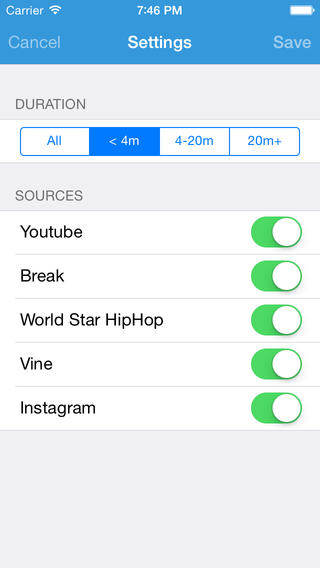 Carrier 7:46 PM
Cancel Settings Save
DURATION
All < 4m 4-20m 20m+
SOURCES
Youtube
Break
World Star HipHop
Vine
Instagram